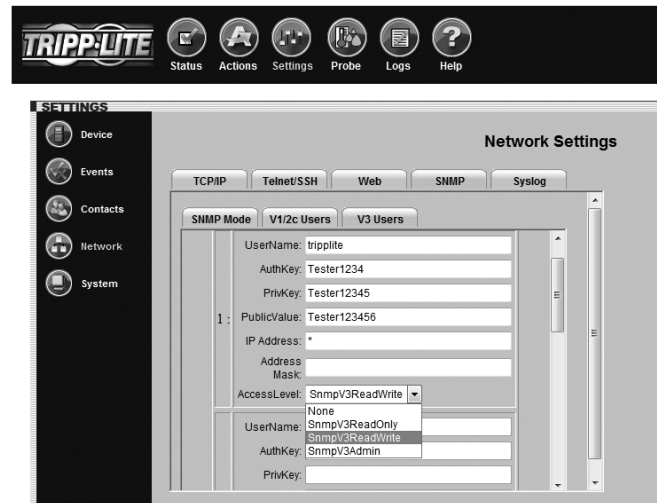 TRIPP·LITE
Status Actions Settings Probe Logs Help
SETTINGS
Device
Events
Contacts
Network
System
Network Settings
TCP/IP Telnet/SSH Web SNMP Syslog
SNMP Mode V1/2c Users V3 Users
1 :
UserName: tripplite
AuthKey: Tester1234
PrivKey: Tester12345
PublicValue: Tester123456
IP Address: *
Address
Mask:
AccessLevel: SnmpV3ReadWrite
None
SnmpV3ReadOnly
SnmpV3ReadWrite
SnmpV3Admin
UserName:
AuthKey:
PrivKey: